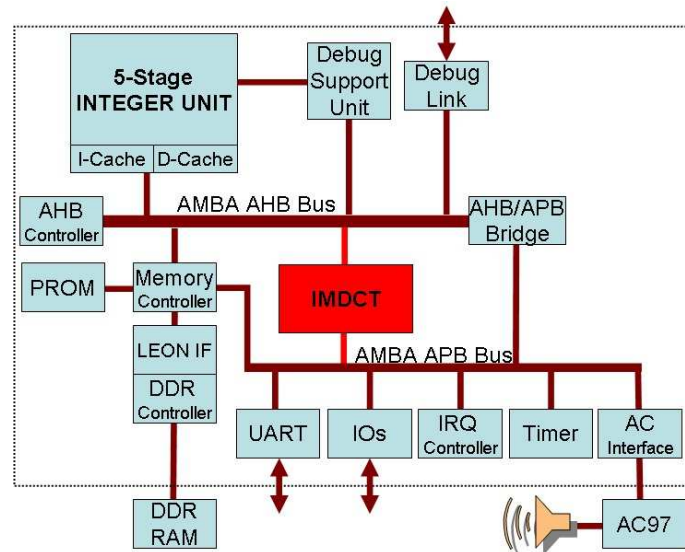 5-Stage
INTEGER UNIT
I-Cache
D-Cache
Debug
Support
Unit
Debug
Link
AMBA AHB Bus
AHB
Controller
AHB/APB
Bridge
PROM
Memory
Controller
IMDCT
LEON IF
DDR
Controller
AMBA APB Bus
UART
IOs
IRQ
Controller
Timer
AC
Interface
DDR
RAM
AC97